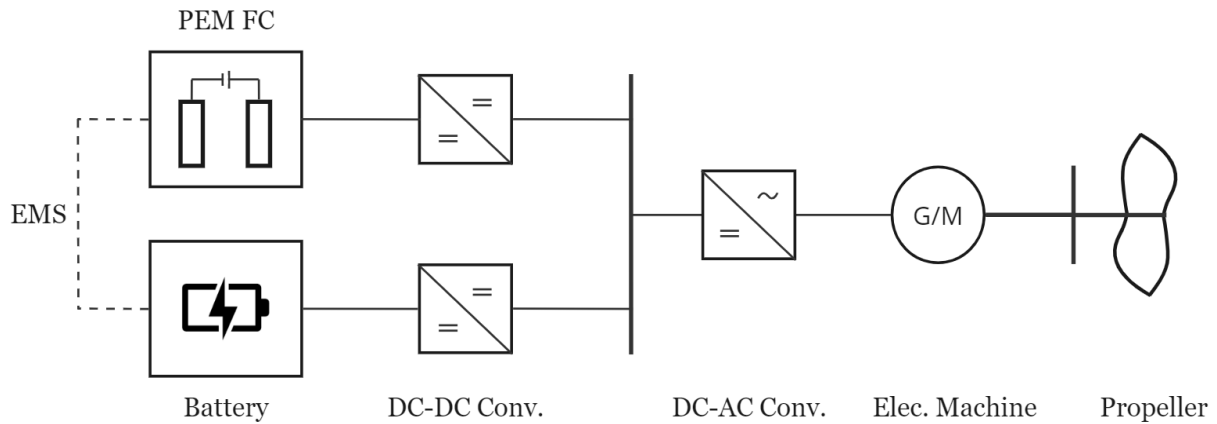 PEM FC
EMS
G/M
Battery
DC-DC Conv.
DC-AC Conv.
Elec. Machine
Propeller